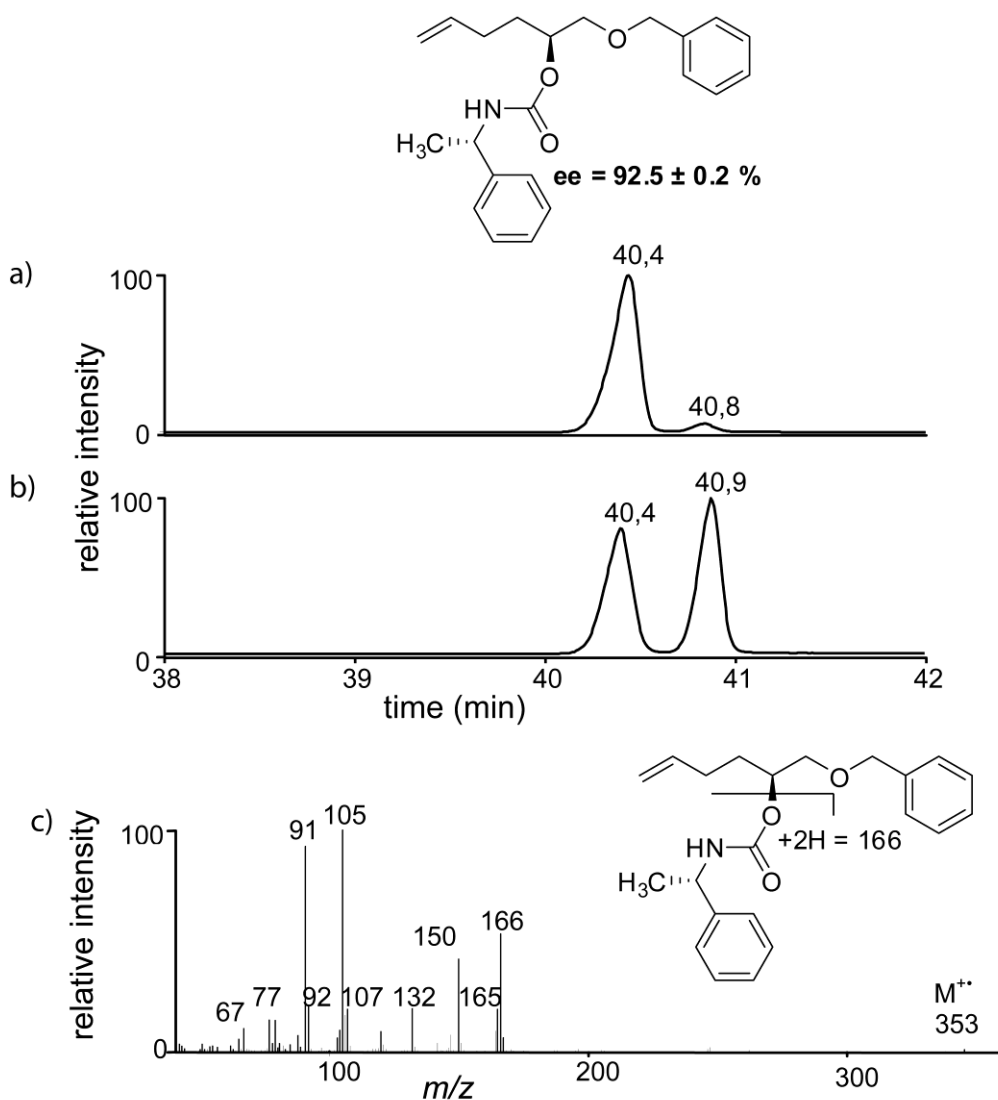 O
O
HN
O
H₃C
ee = 92.5 ± 0.2 %
a)
100
0
40,4
40,8
relative intensity
b)
100
0
40,4
40,9
38
39
40
41
42
time (min)
c)
relative intensity
100
0
67
77
91
92
105
107
132
150
165
166
100
200
300
m/z
O
O
+2H = 166
HN
O
H₃C
M⁺•
353